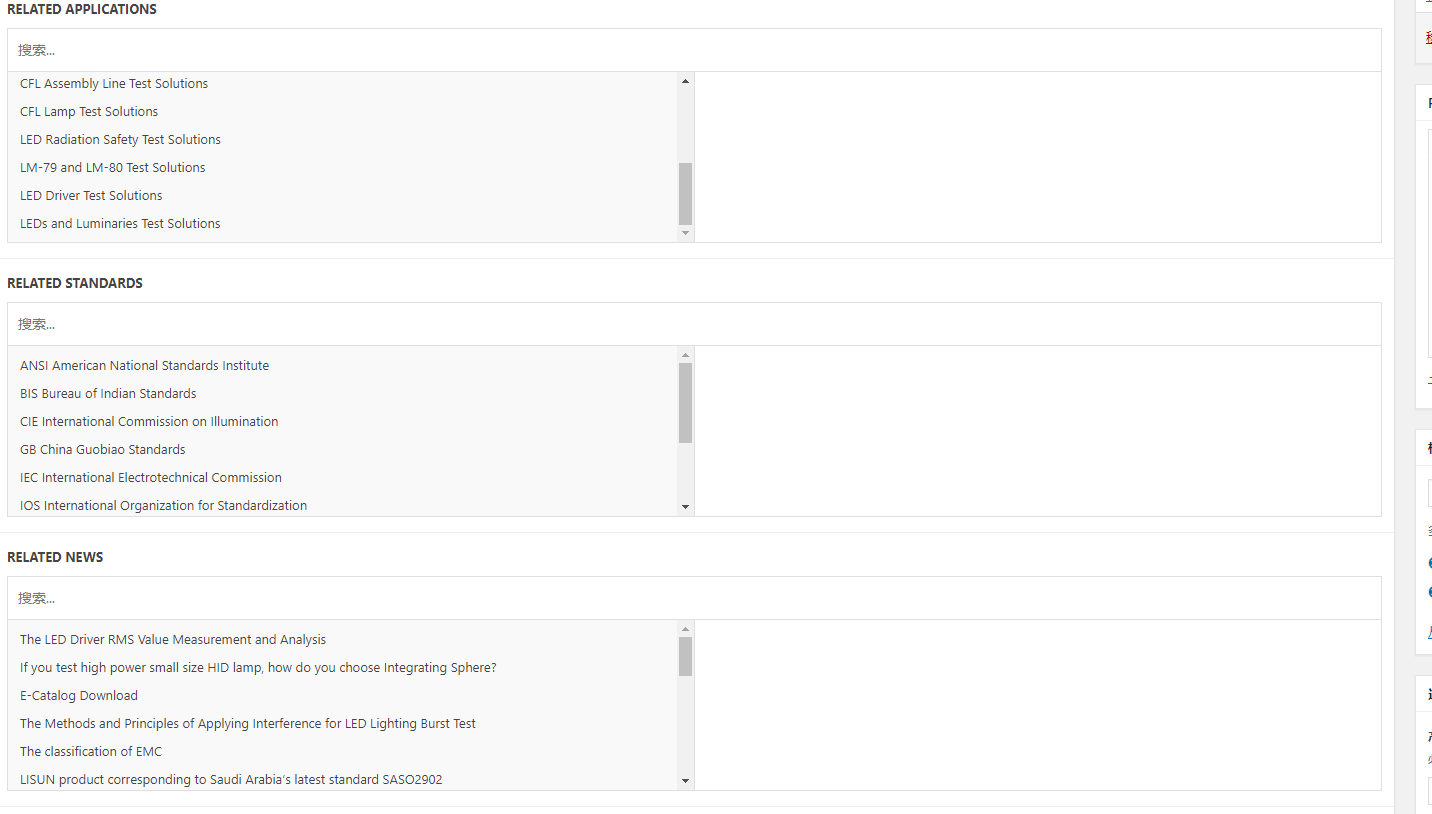 RELATED APPLICATIONS
搜索...
CFL Assembly Line Test Solutions
CFL Lamp Test Solutions
LED Radiation Safety Test Solutions
LM-79 and LM-80 Test Solutions
LED Driver Test Solutions
LEDs and Luminaries Test Solutions
RELATED STANDARDS
搜索...
ANSI American National Standards Institute
BIS Bureau of Indian Standards
CIE International Commission on Illumination
GB China Guobiao Standards
IEC International Electrotechnical Commission
IOS International Organization for Standardization
RELATED NEWS
搜索...
The LED Driver RMS Value Measurement and Analysis
If you test high power small size HID lamp, how do you choose Integrating Sphere?
E-Catalog Download
The Methods and Principles of Applying Interference for LED Lighting Burst Test
The classification of EMC
LISUN product corresponding to Saudi Arabia's latest standard SASO2902